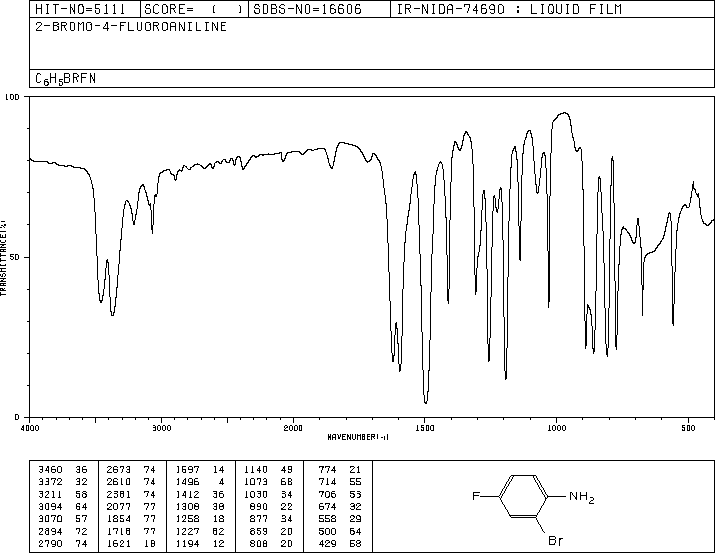 HIT-NO=5111 SCORE= ( ) SDBS-NO=16606 IR-NIDA-74690 : LIQUID FILM
2-BROMO-4-FLUOROANILINE
C6H5BRFN
100
50
0
TRANSMITTANCE(%)
4000 3000 2000 1500 1000 500
WAVENUMBER(-1)
3460 36 2673 74 1597 14 1140 49 774 21
3372 32 2610 74 1496 4 1073 68 714 55
3211 58 2381 74 1412 36 1030 34 706 53
3094 64 2077 77 1308 38 890 22 674 32
3070 57 1854 77 1258 18 877 34 558 29
2894 72 1718 77 1227 62 859 20 500 64
2790 74 1621 18 1194 12 808 20 429 58
F NH2
Br